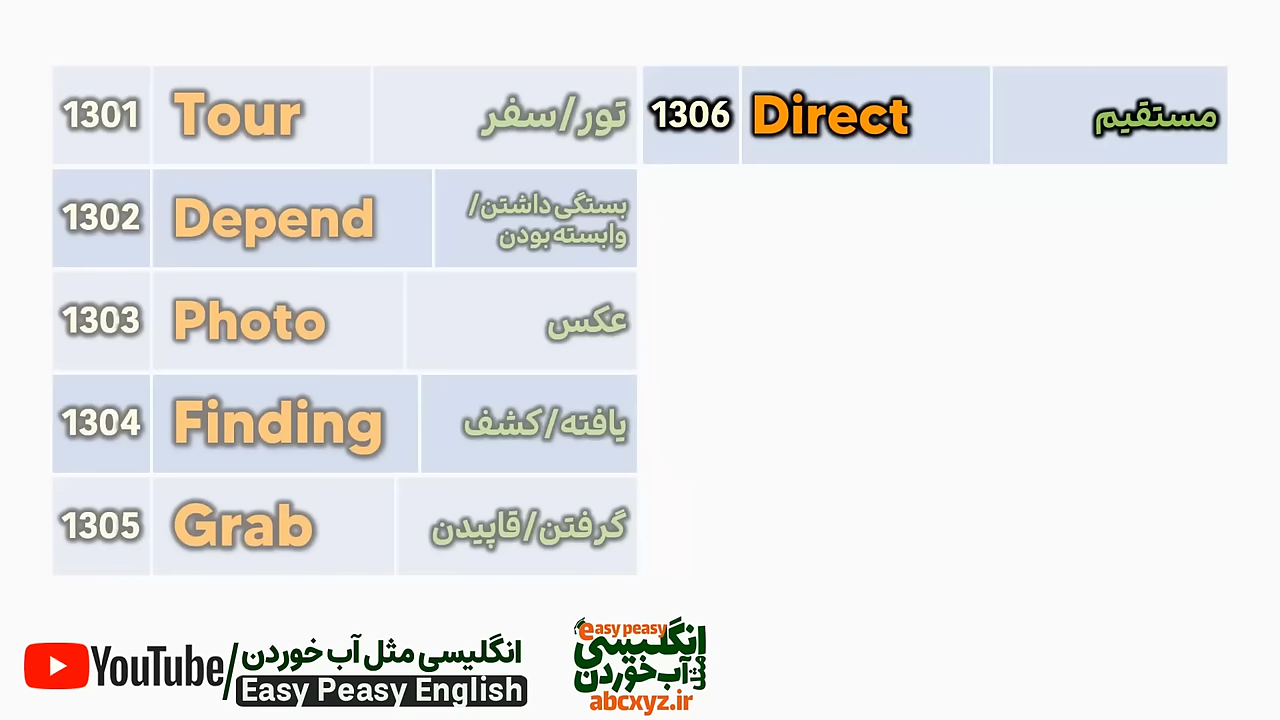 1301 Tour تور/سفر
1302 Depend بستگی داشتن/
وابسته بودن
1303 Photo عکس
1304 Finding یافته/کشف
1305 Grab گرفتن/قاپیدن
1306 Direct مستقیم
YouTube/انگلیسی مثل آب خوردن
Easy Peasy English
easy peasy
انگلیسی
مثل آب خوردن
abcxyz.ir